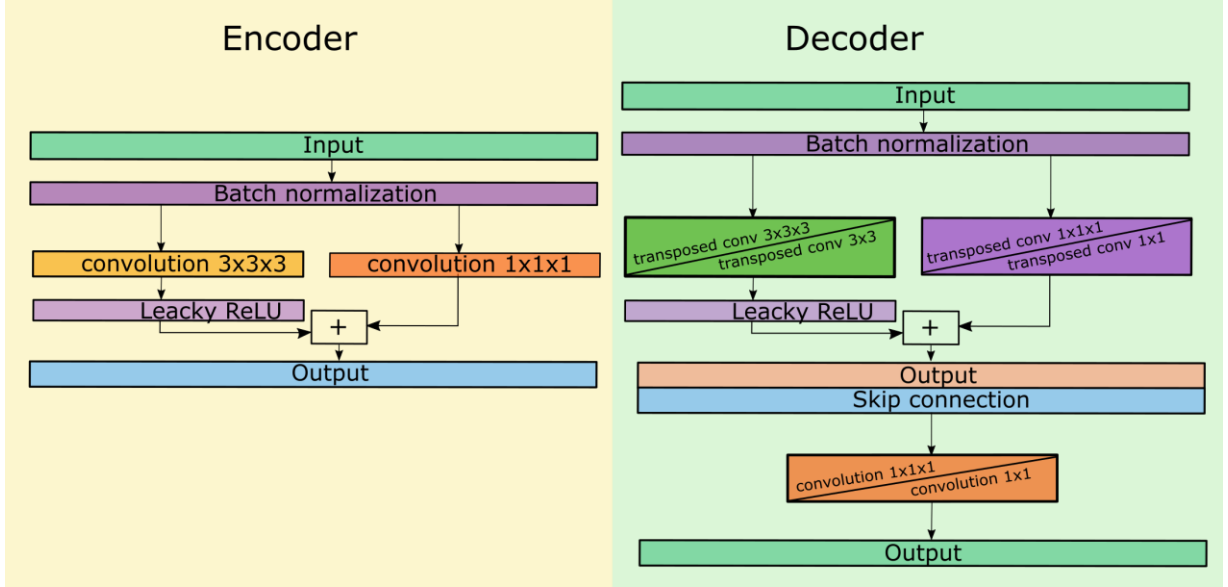 Encoder
Input
Batch normalization
convolution 3x3x3
convolution 1x1x1
Leacky ReLU
+
Output
Decoder
Input
Batch normalization
transposed conv 3x3x3
transposed conv 3x3
transposed conv 1x1x1
transposed conv 1x1
Leacky ReLU
+
Output
Skip connection
convolution 1x1x1
convolution 1x1
Output